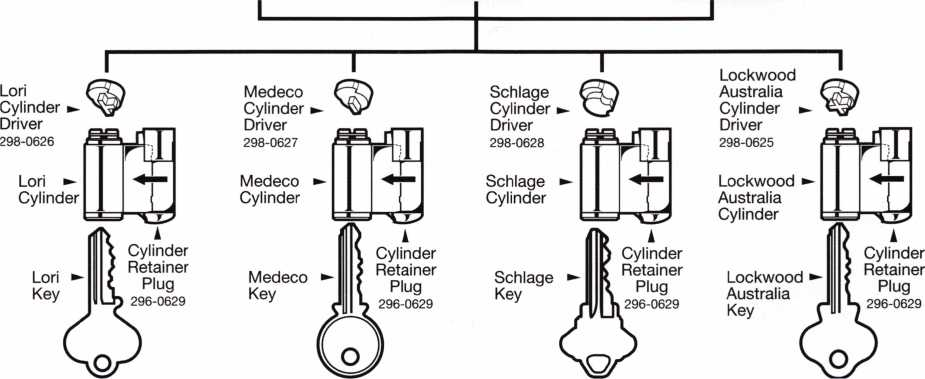 Lori
Cylinder
Driver
298-0626
Medeco
Cylinder
Driver
298-0627
Schlage
Cylinder
Driver
298-0628
Lockwood
Australia
Cylinder
Driver
298-0625
Lori
Cylinder
Medeco
Cylinder
Schlage
Cylinder
Lockwood
Australia
Cylinder
Lori
Key
Cylinder
Retainer
Plug
296-0629
Medeco
Key
Cylinder
Retainer
Plug
296-0629
Schlage
Key
Cylinder
Retainer
Plug
296-0629
Lockwood
Australia
Key
Cylinder
Retainer
Plug
296-0629